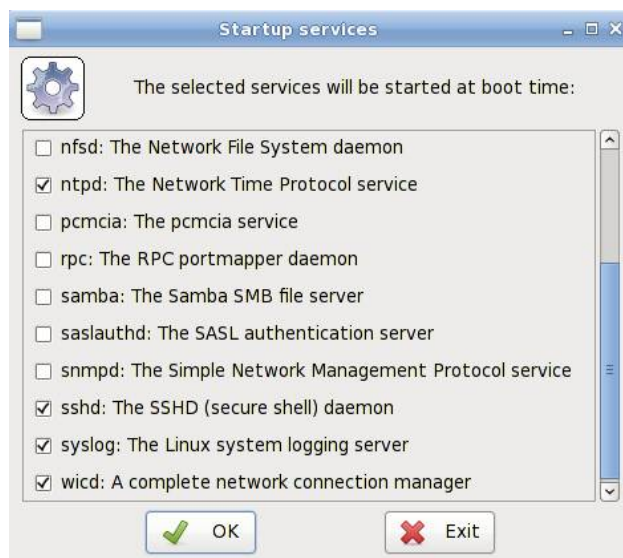 Startup services
The selected services will be started at boot time:
nfsd: The Network File System daemon
ntpd: The Network Time Protocol service
pcmcia: The pcmcia service
rpc: The RPC portmapper daemon
samba: The Samba SMB file server
saslauthd: The SASL authentication server
snmpd: The Simple Network Management Protocol service
sshd: The SSHD (secure shell) daemon
syslog: The Linux system logging server
wicd: A complete network connection manager
OK Exit